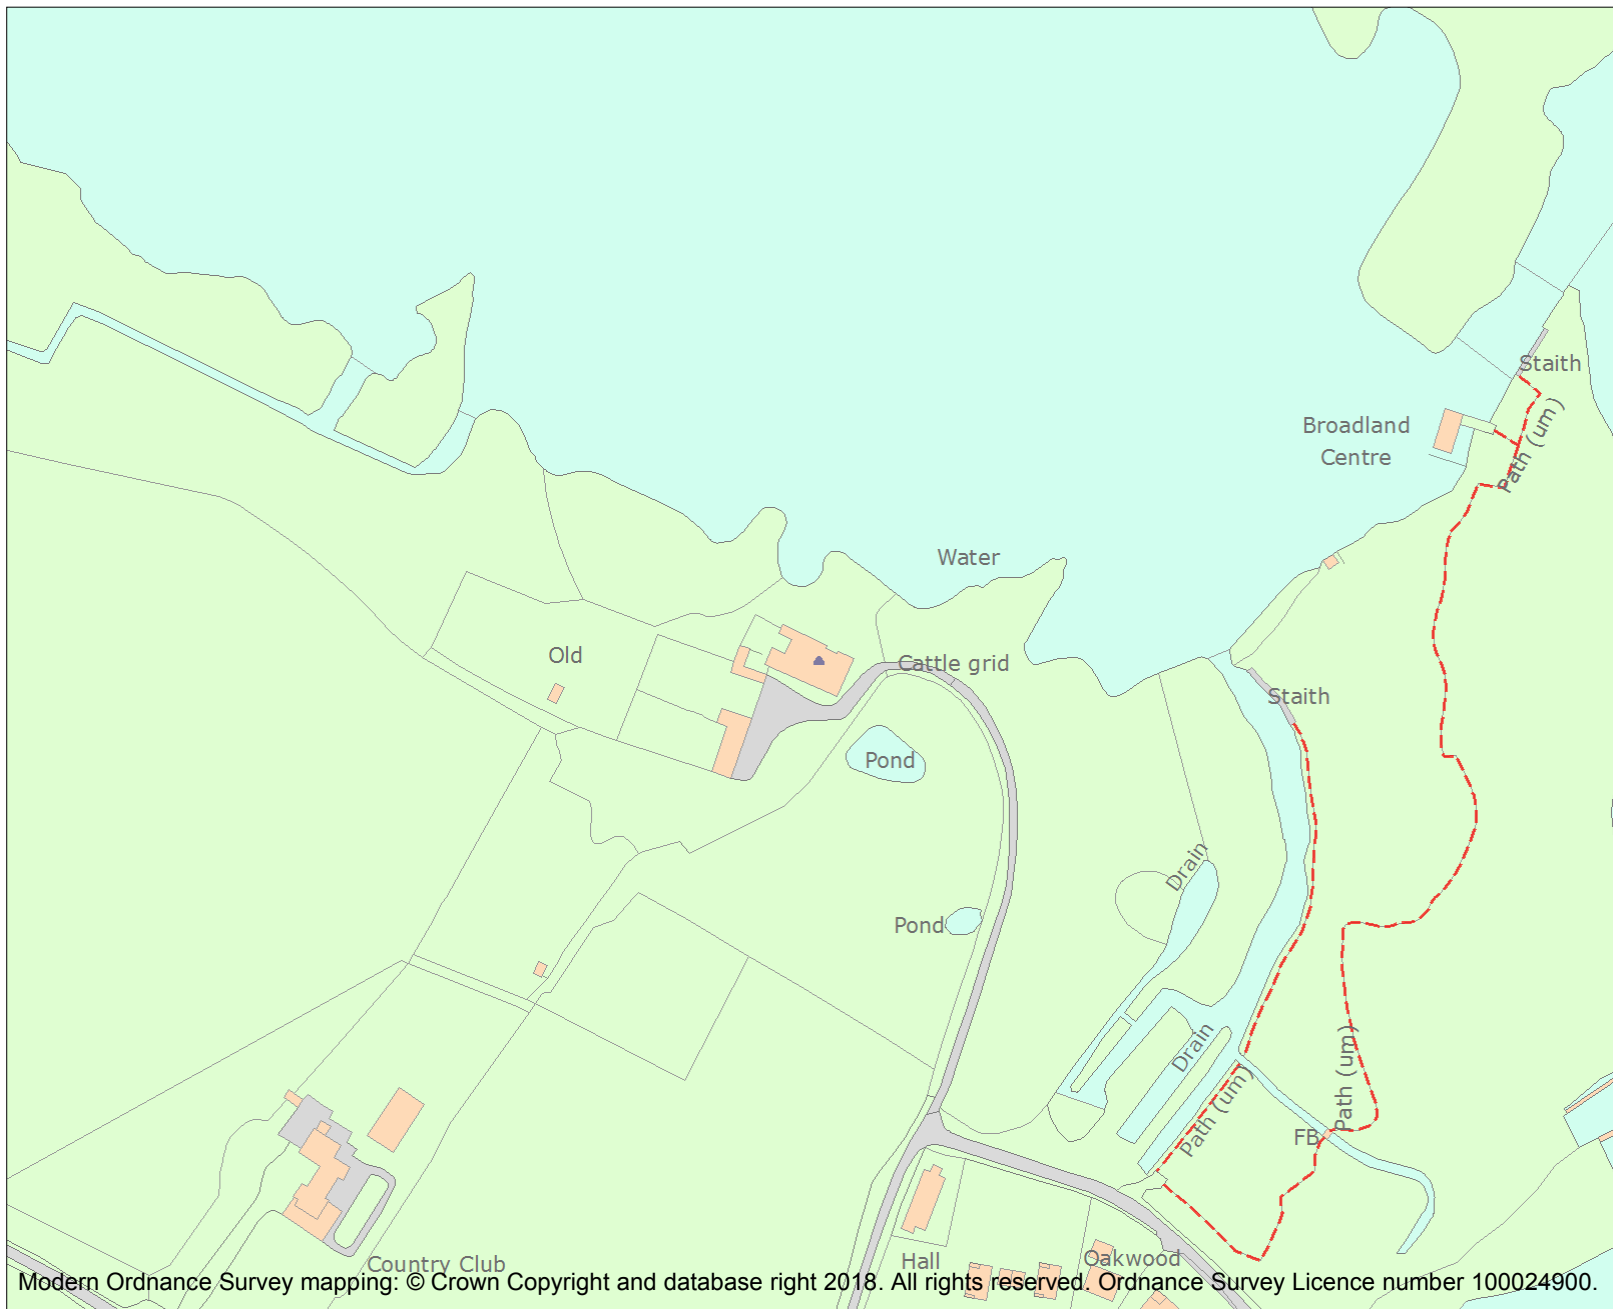 Staith
Path (um)
Broadland
Centre
Water
Old
Cattle grid
Staith
Pond
Drain
Pond
Drain
Path (um)
Path (um)
FB
Hall
Oakwood
Country Club
Modern Ordnance Survey mapping: © Crown Copyright and database right 2018. All rights reserved. Ordnance Survey Licence number 100024900.